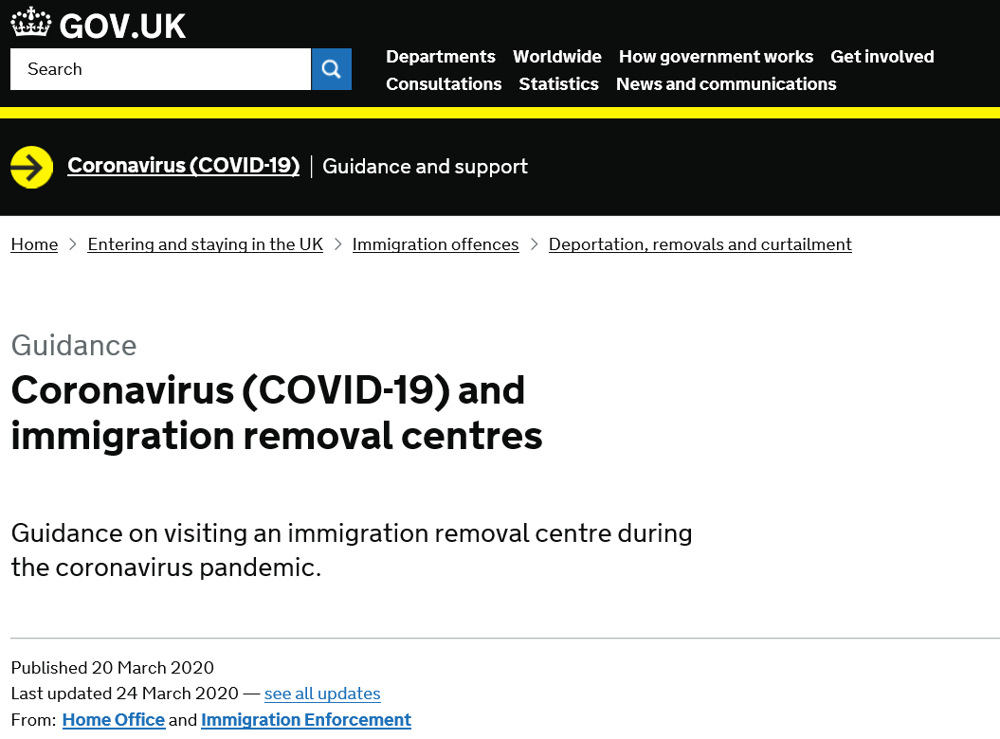 GOV.UK
Search
Departments Worldwide How government works Get involved
Consultations Statistics News and communications
Coronavirus (COVID-19) | Guidance and support
Home > Entering and staying in the UK > Immigration offences > Deportation, removals and curtailment
Guidance
Coronavirus (COVID-19) and
immigration removal centres
Guidance on visiting an immigration removal centre during
the coronavirus pandemic.
Published 20 March 2020
Last updated 24 March 2020 — see all updates
From: Home Office and Immigration Enforcement